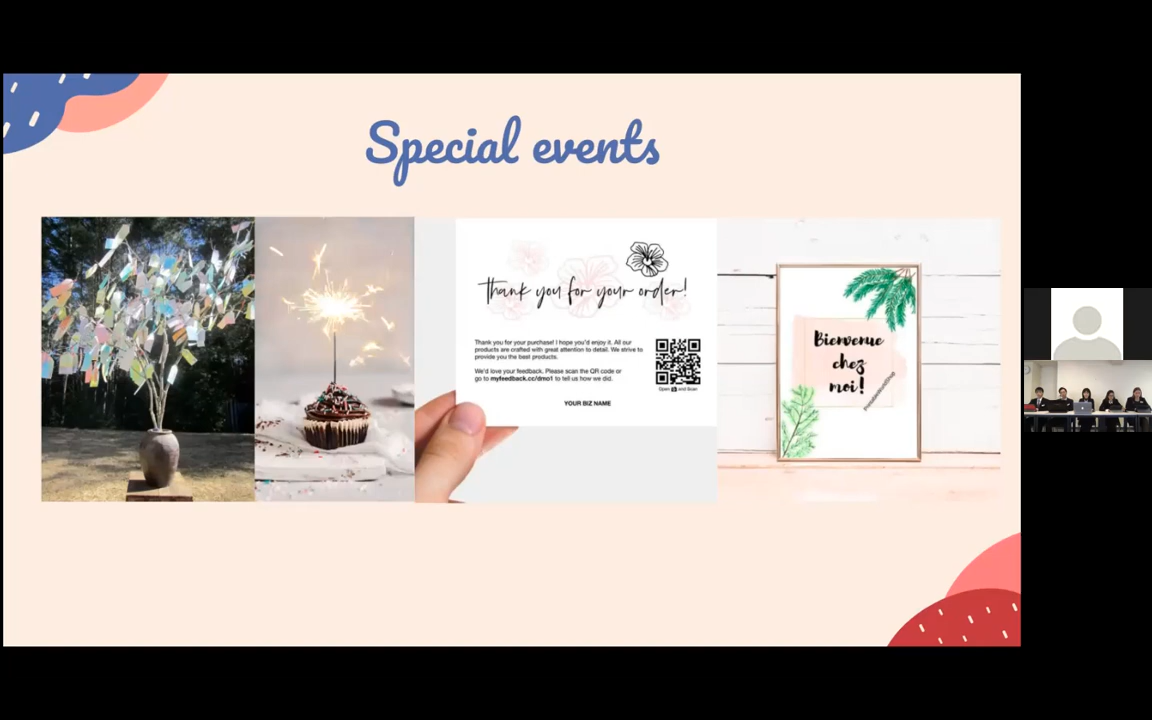 Special events
thank you for your order!
Thank you for your purchase! I hope you'd enjoy it. All our
products are crafted with great attention to detail. We strive to
provide you the best products.
We'd love your feedback. Please scan the QR code or
go to myfeedback.cc/dmo1 to tell us how we did.
Open and Scan
YOUR BIZ NAME
Bienvenue
chez
moi!